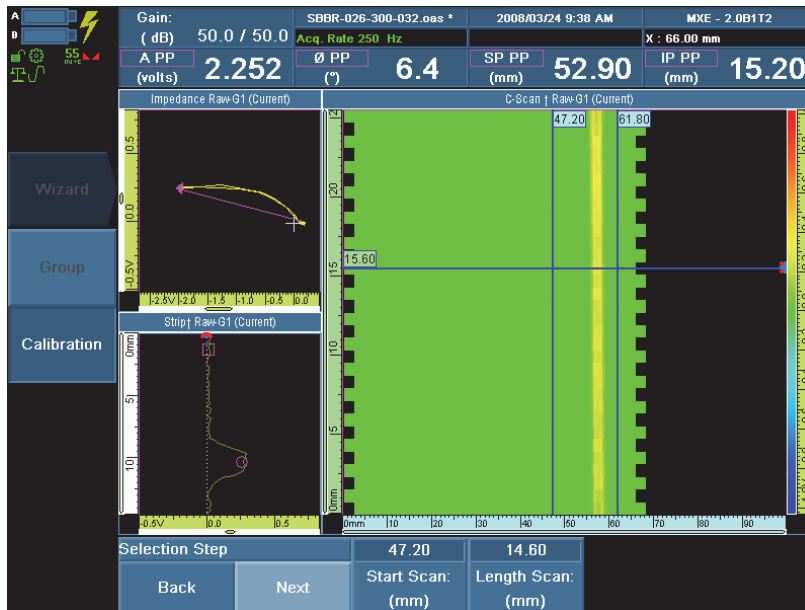 A
B
55
IN/SEC
Gain:
(dB) 50.0 / 50.0
SBBR-026-300-032.oas *
2008/03/24 9:38 AM
MXE - 2.0B1T2
Acq. Rate 250 Hz
X : 66.00 mm
A PP
(volts) 2.252
Ø PP
(°) 6.4
SP PP
(mm) 52.90
IP PP
(mm) 15.20
Impedance Raw-G1 (Current)
C-Scan † Raw-G1 (Current)
Wizard
Group
Calibration
0.5
0.0
-0.5V
-2.5V -2.0 -1.5 -1.0 -0.5 0.0
Strip† Raw-G1 (Current)
0mm
5
10
-0.5V 0.0 0.5
47.20 61.80
20
15.60
15
10
5
0mm
0mm 10 20 30 40 50 60 70 80 90
Selection Step
47.20 14.60
Back
Next
Start Scan:
(mm)
Length Scan:
(mm)